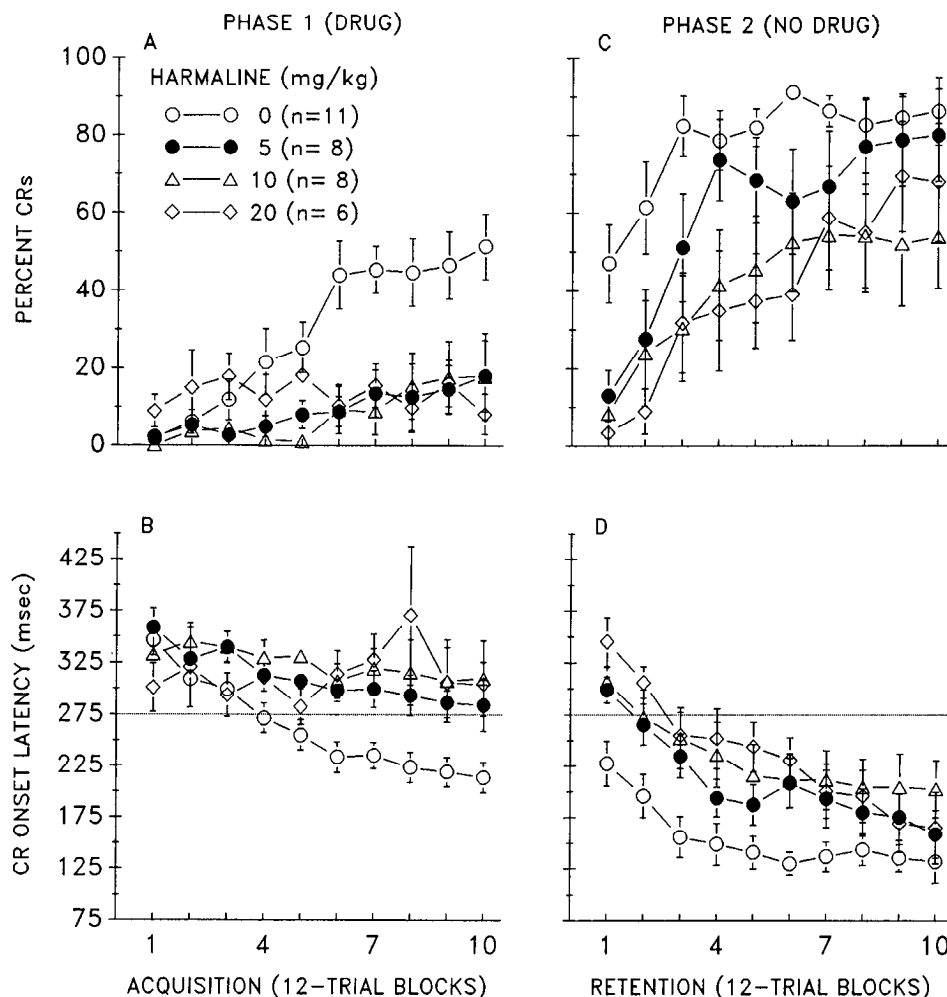 PHASE 1 (DRUG)
PHASE 2 (NO DRUG)
A
C
HARMALINE (mg/kg)
0 (n=11)
5 (n= 8)
10 (n= 8)
20 (n= 6)
PERCENT CRs
100
80
60
40
20
0
B
D
CR ONSET LATENCY (msec)
425
375
325
275
225
175
125
75
1 4 7 10
1 4 7 10
ACQUISITION (12-TRIAL BLOCKS)
RETENTION (12-TRIAL BLOCKS)